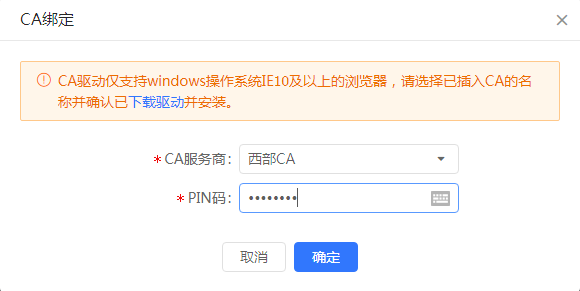 CA绑定
CA驱动仅支持windows操作系统IE10及以上的浏览器，请选择已插入CA的名
称并确认已下载驱动并安装。
*CA服务商： 西部CA
*PIN码： ••••••••
取消 确定